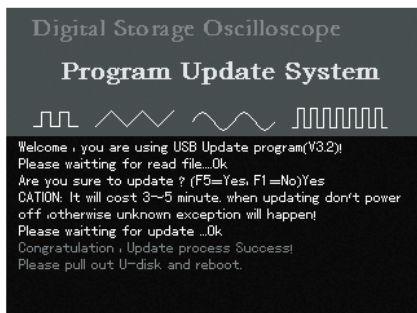 Digital Storage Oscilloscope
Program Update System
Welcome , you are using USB Update program(V3.2)!
Please waitting for read file....Ok
Are you sure to update ? (F5=Yes, F1=No)Yes
CATION: It will cost 3~5 minute. when updating don't power
off ,otherwise unknown exception will happen!
Please waitting for update ...Ok
Congratulation , Update process Success!
Please pull out U-disk and reboot.